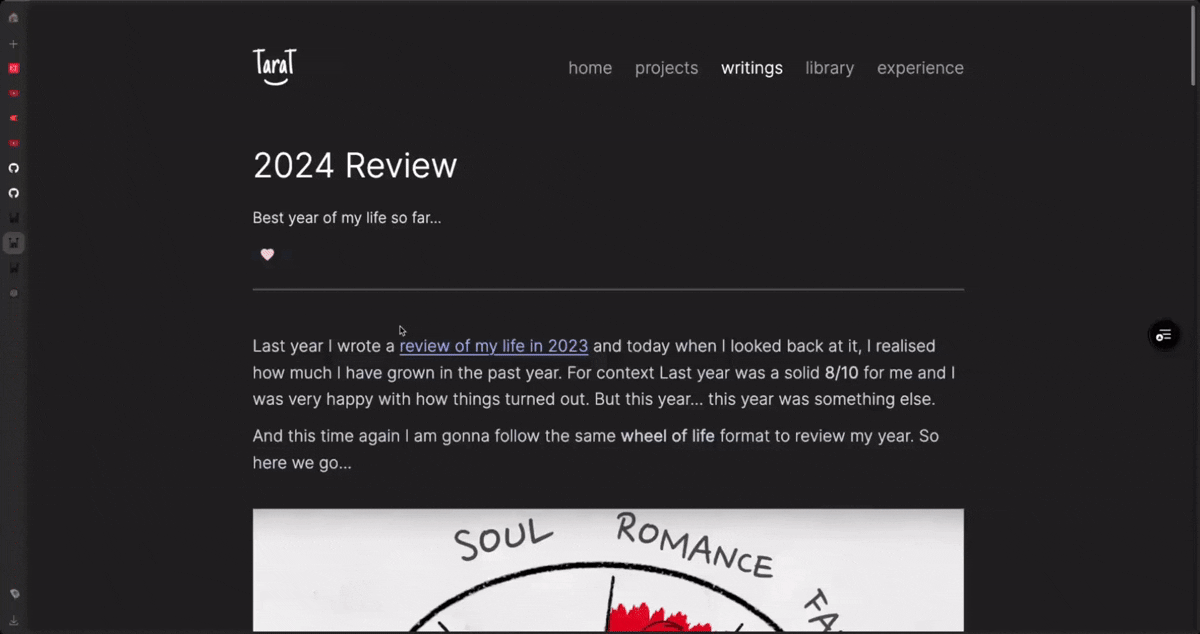 TaraT
home projects writings library experience
2024 Review
Best year of my life so far...
Last year I wrote a review of my life in 2023 and today when I looked back at it, I realised
how much I have grown in the past year. For context Last year was a solid 8/10 for me and I
was very happy with how things turned out. But this year... this year was something else.
And this time again I am gonna follow the same wheel of life format to review my year. So
here we go...
SOUL ROMANCE
FA